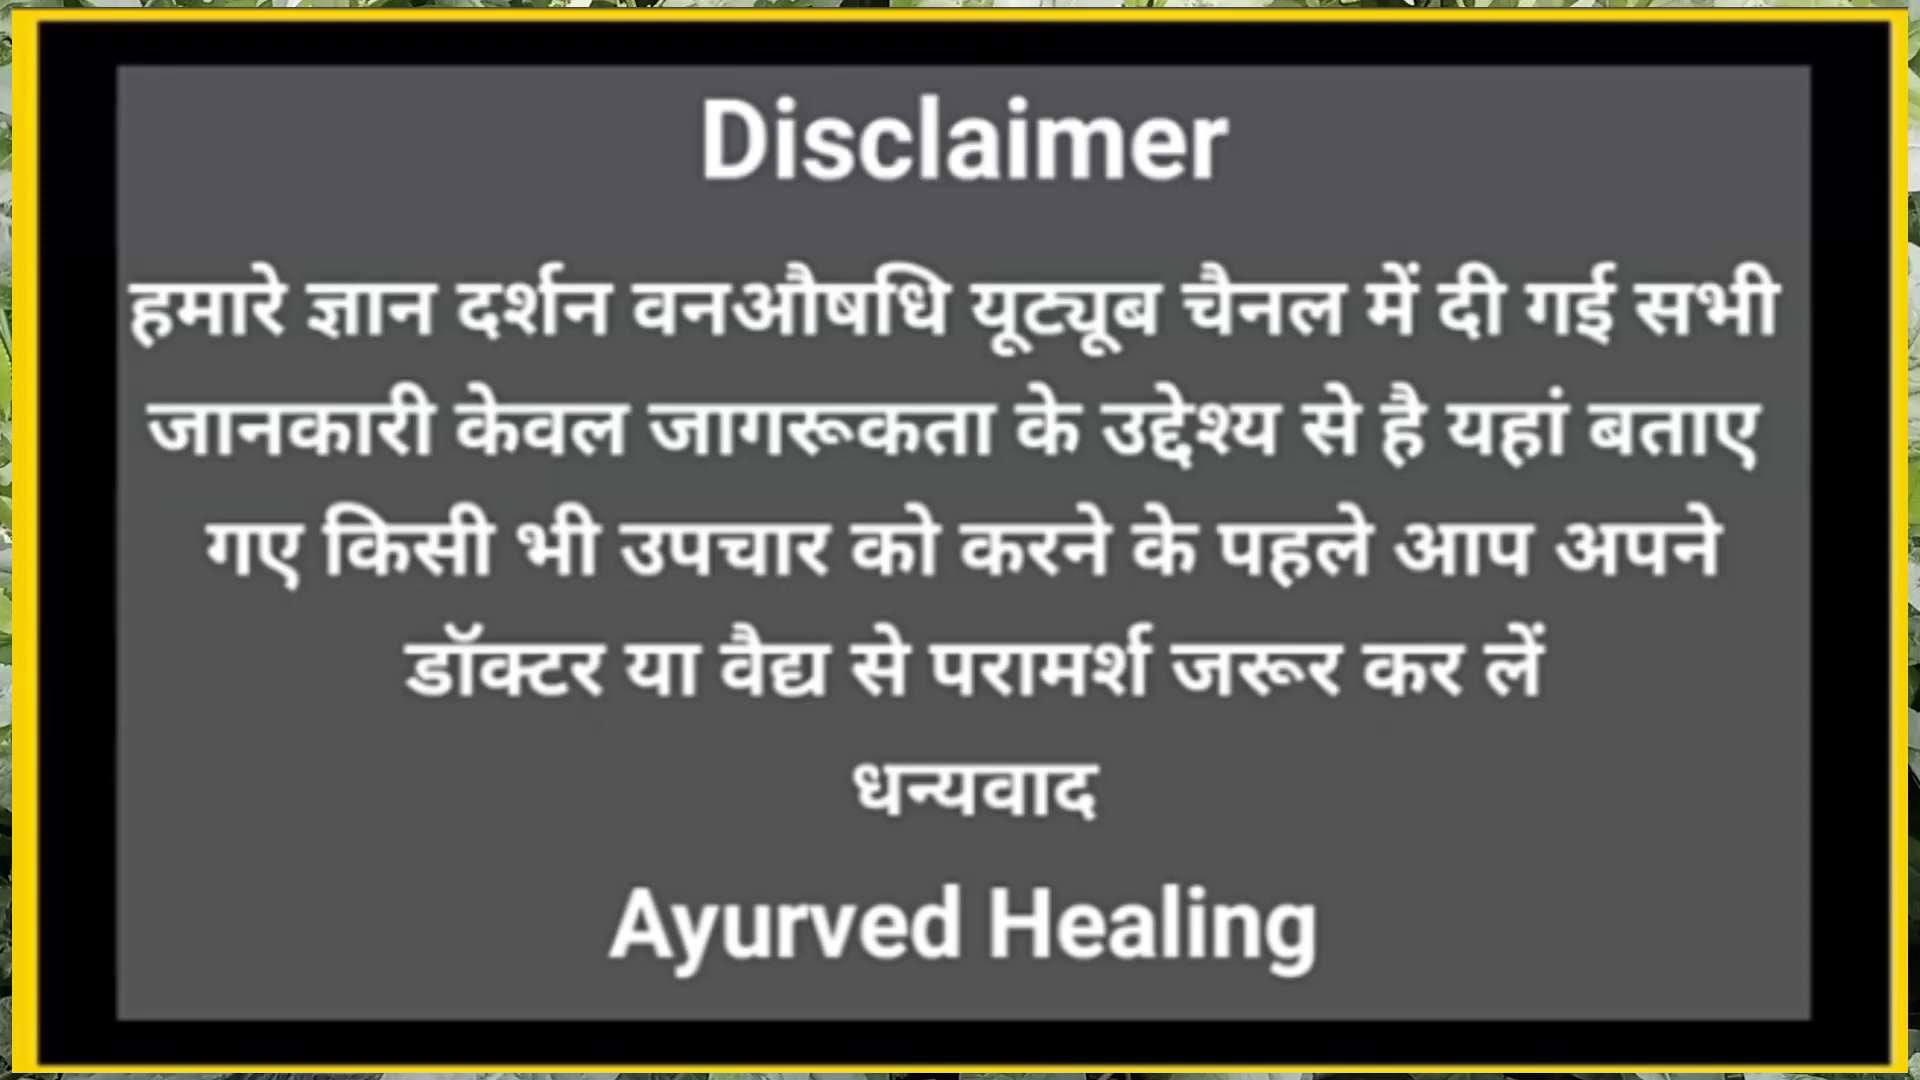 Disclaimer
हमारे ज्ञान दर्शन वनऔषधि यूट्यूब चैनल में दी गई सभी
जानकारी केवल जागरूकता के उद्देश्य से है यहां बताए
गए किसी भी उपचार को करने के पहले आप अपने
डॉक्टर या वैद्य से परामर्श जरूर कर लें
धन्यवाद
Ayurved Healing